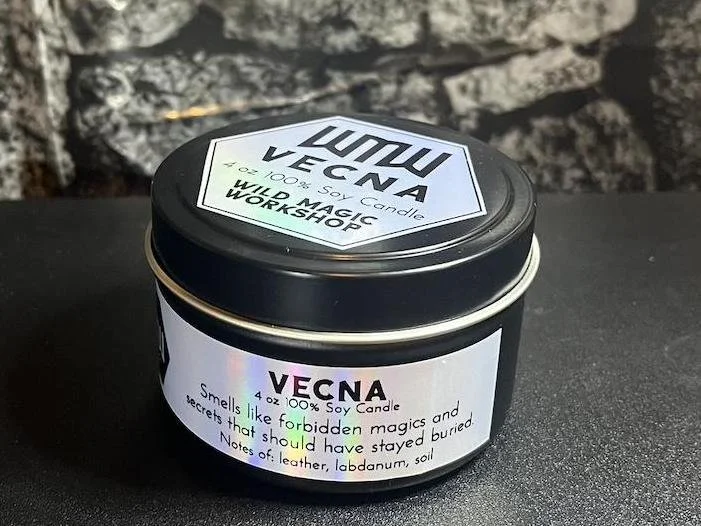 WMW
VECNA
4 oz 100% Soy Candle
WILD MAGIC
WORKSHOP
VECNA
4 oz 100% Soy Candle
Smells like forbidden magics and
secrets that should have stayed buried.
Notes of: leather, labdanum, soil